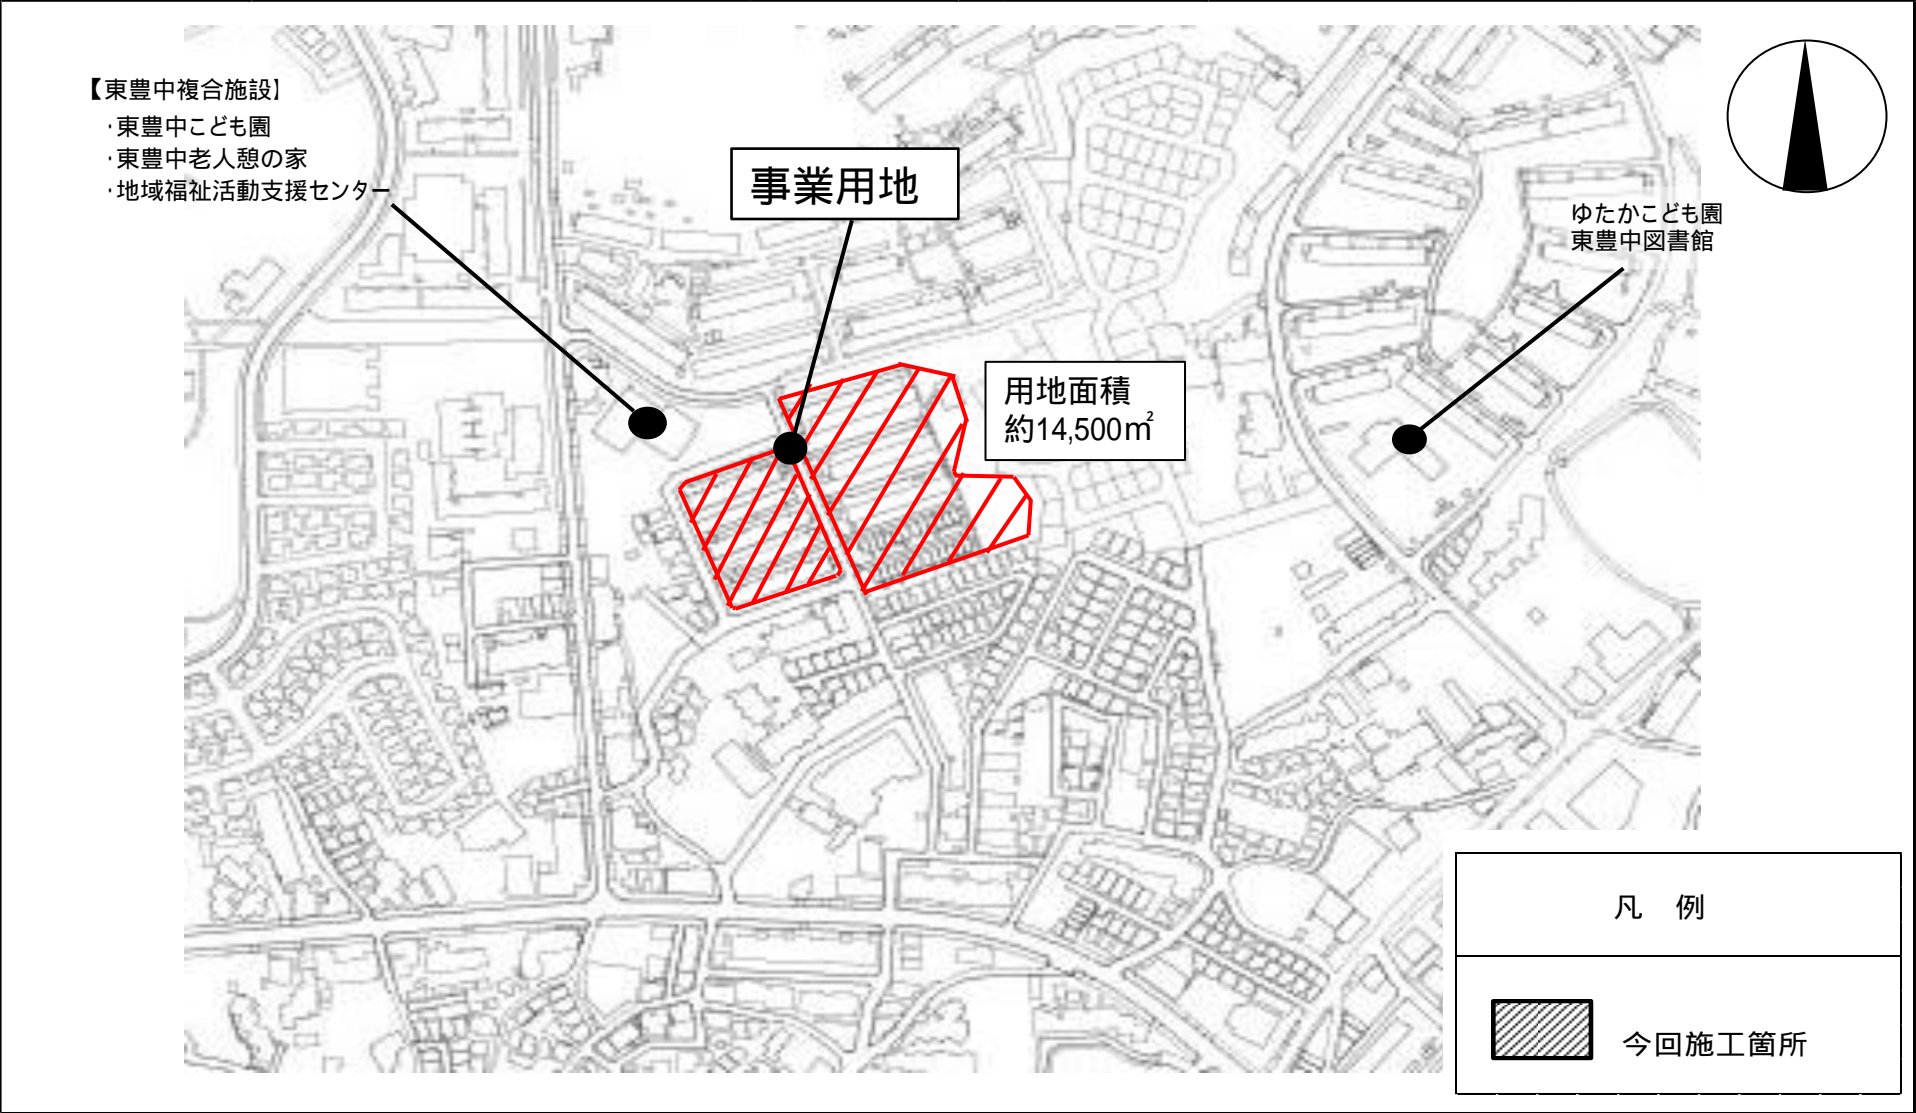 【東豊中複合施設】
・東豊中こども園
・東豊中老人憩の家
・地域福祉活動支援センター
事業用地
ゆたかこども園
東豊中図書館
用地面積
約14,500㎡
凡　例
今回施工箇所